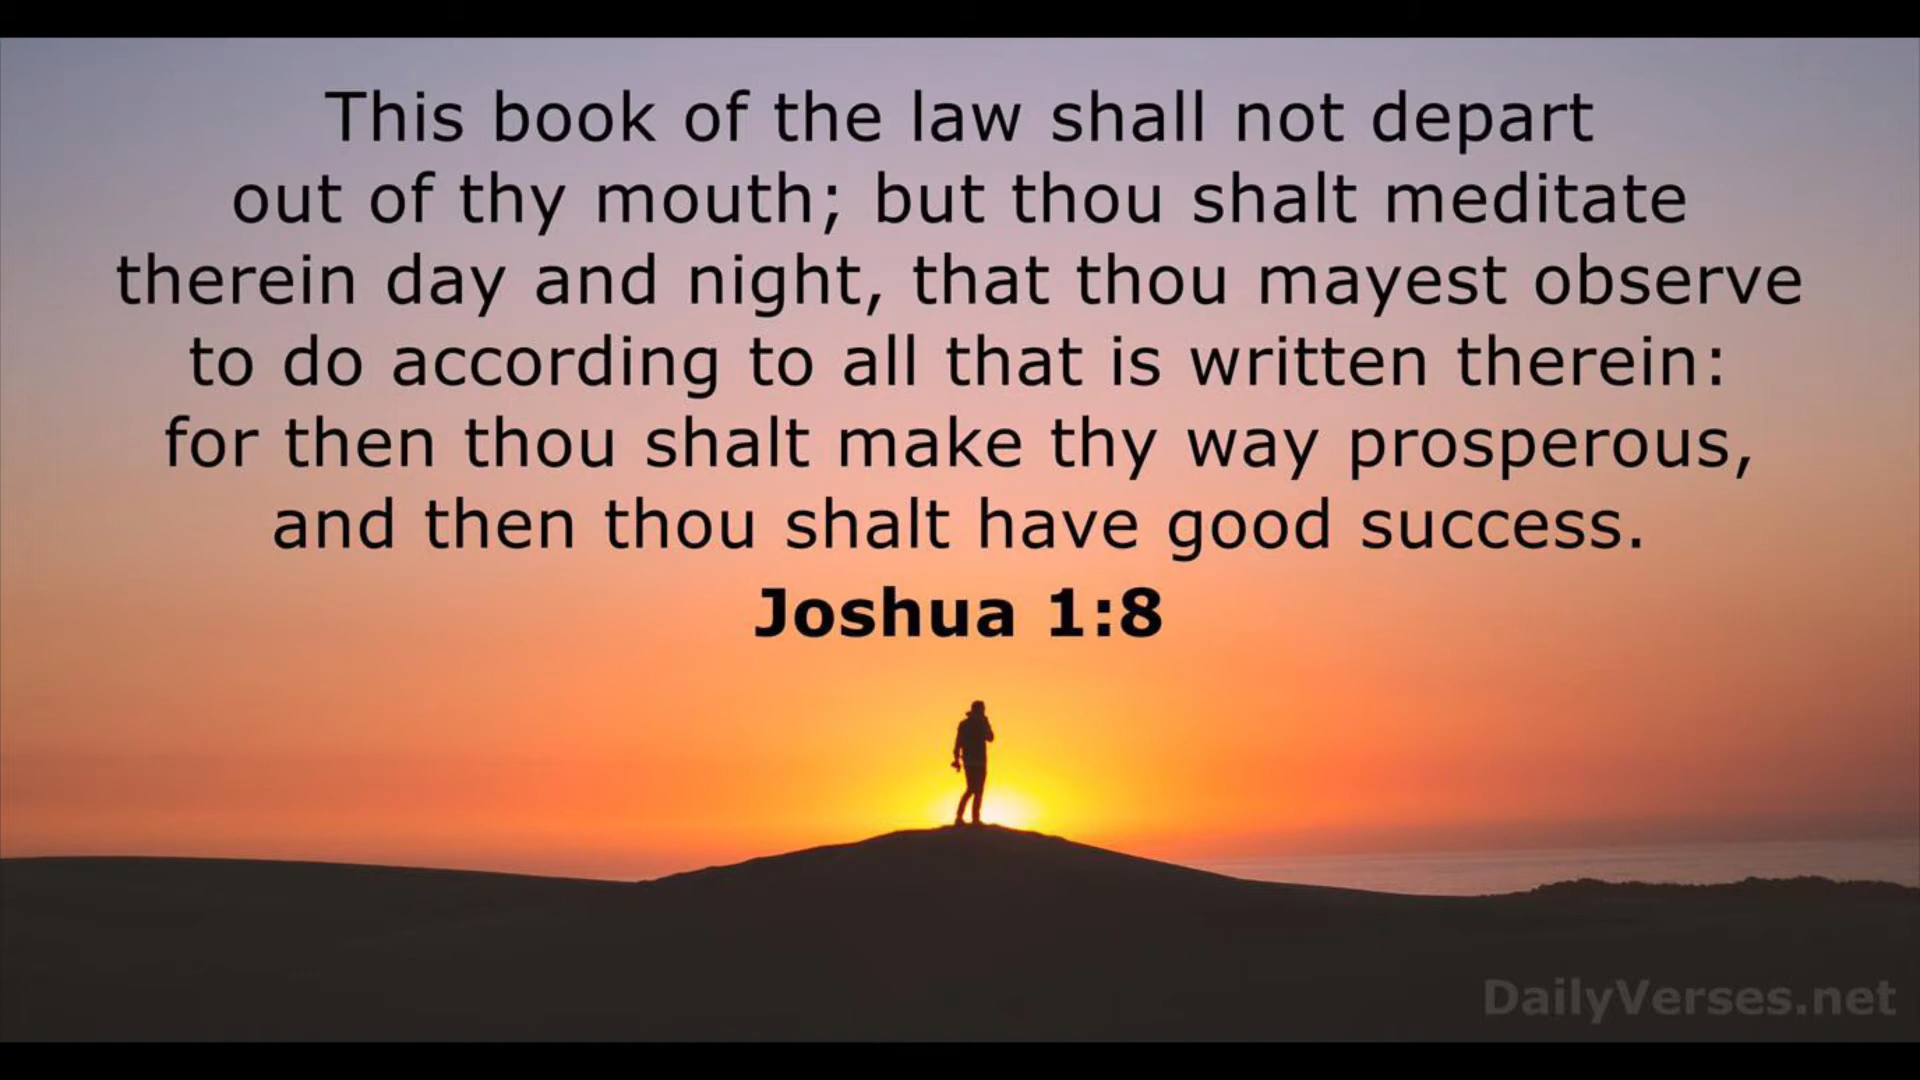 This book of the law shall not depart
out of thy mouth; but thou shalt meditate
therein day and night, that thou mayest observe
to do according to all that is written therein:
for then thou shalt make thy way prosperous,
and then thou shalt have good success.
Joshua 1:8
DailyVerses.net